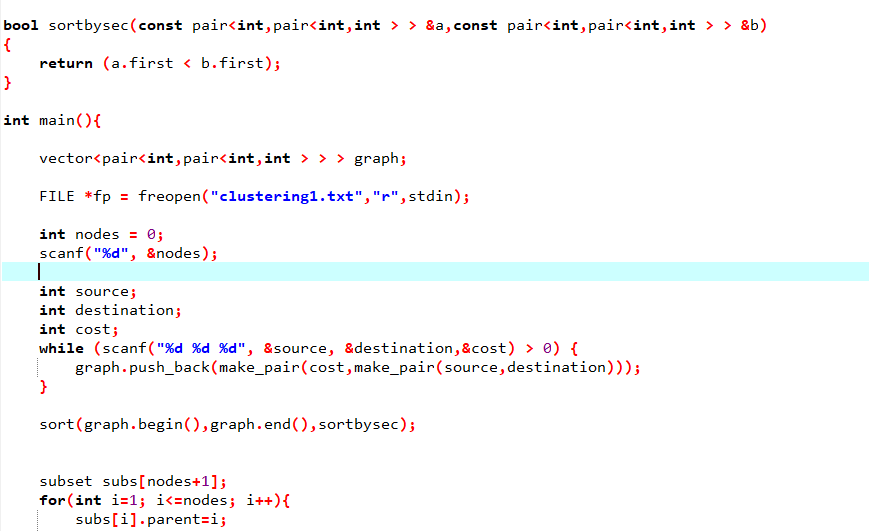 bool sortbysec(const pair<int,pair<int,int > > &a,const pair<int,pair<int,int > > &b)
{
    return (a.first < b.first);
}
int main(){
    vector<pair<int,pair<int,int > > > graph;
    FILE *fp = freopen("clustering1.txt","r",stdin);
    int nodes = 0;
    scanf("%d", &nodes);
    int source;
    int destination;
    int cost;
    while (scanf("%d %d %d", &source, &destination,&cost) > 0) {
        graph.push_back(make_pair(cost,make_pair(source,destination)));
    }
    sort(graph.begin(),graph.end(),sortbysec);
    subset subs[nodes+1];
    for(int i=1; i<=nodes; i++){
        subs[i].parent=i;